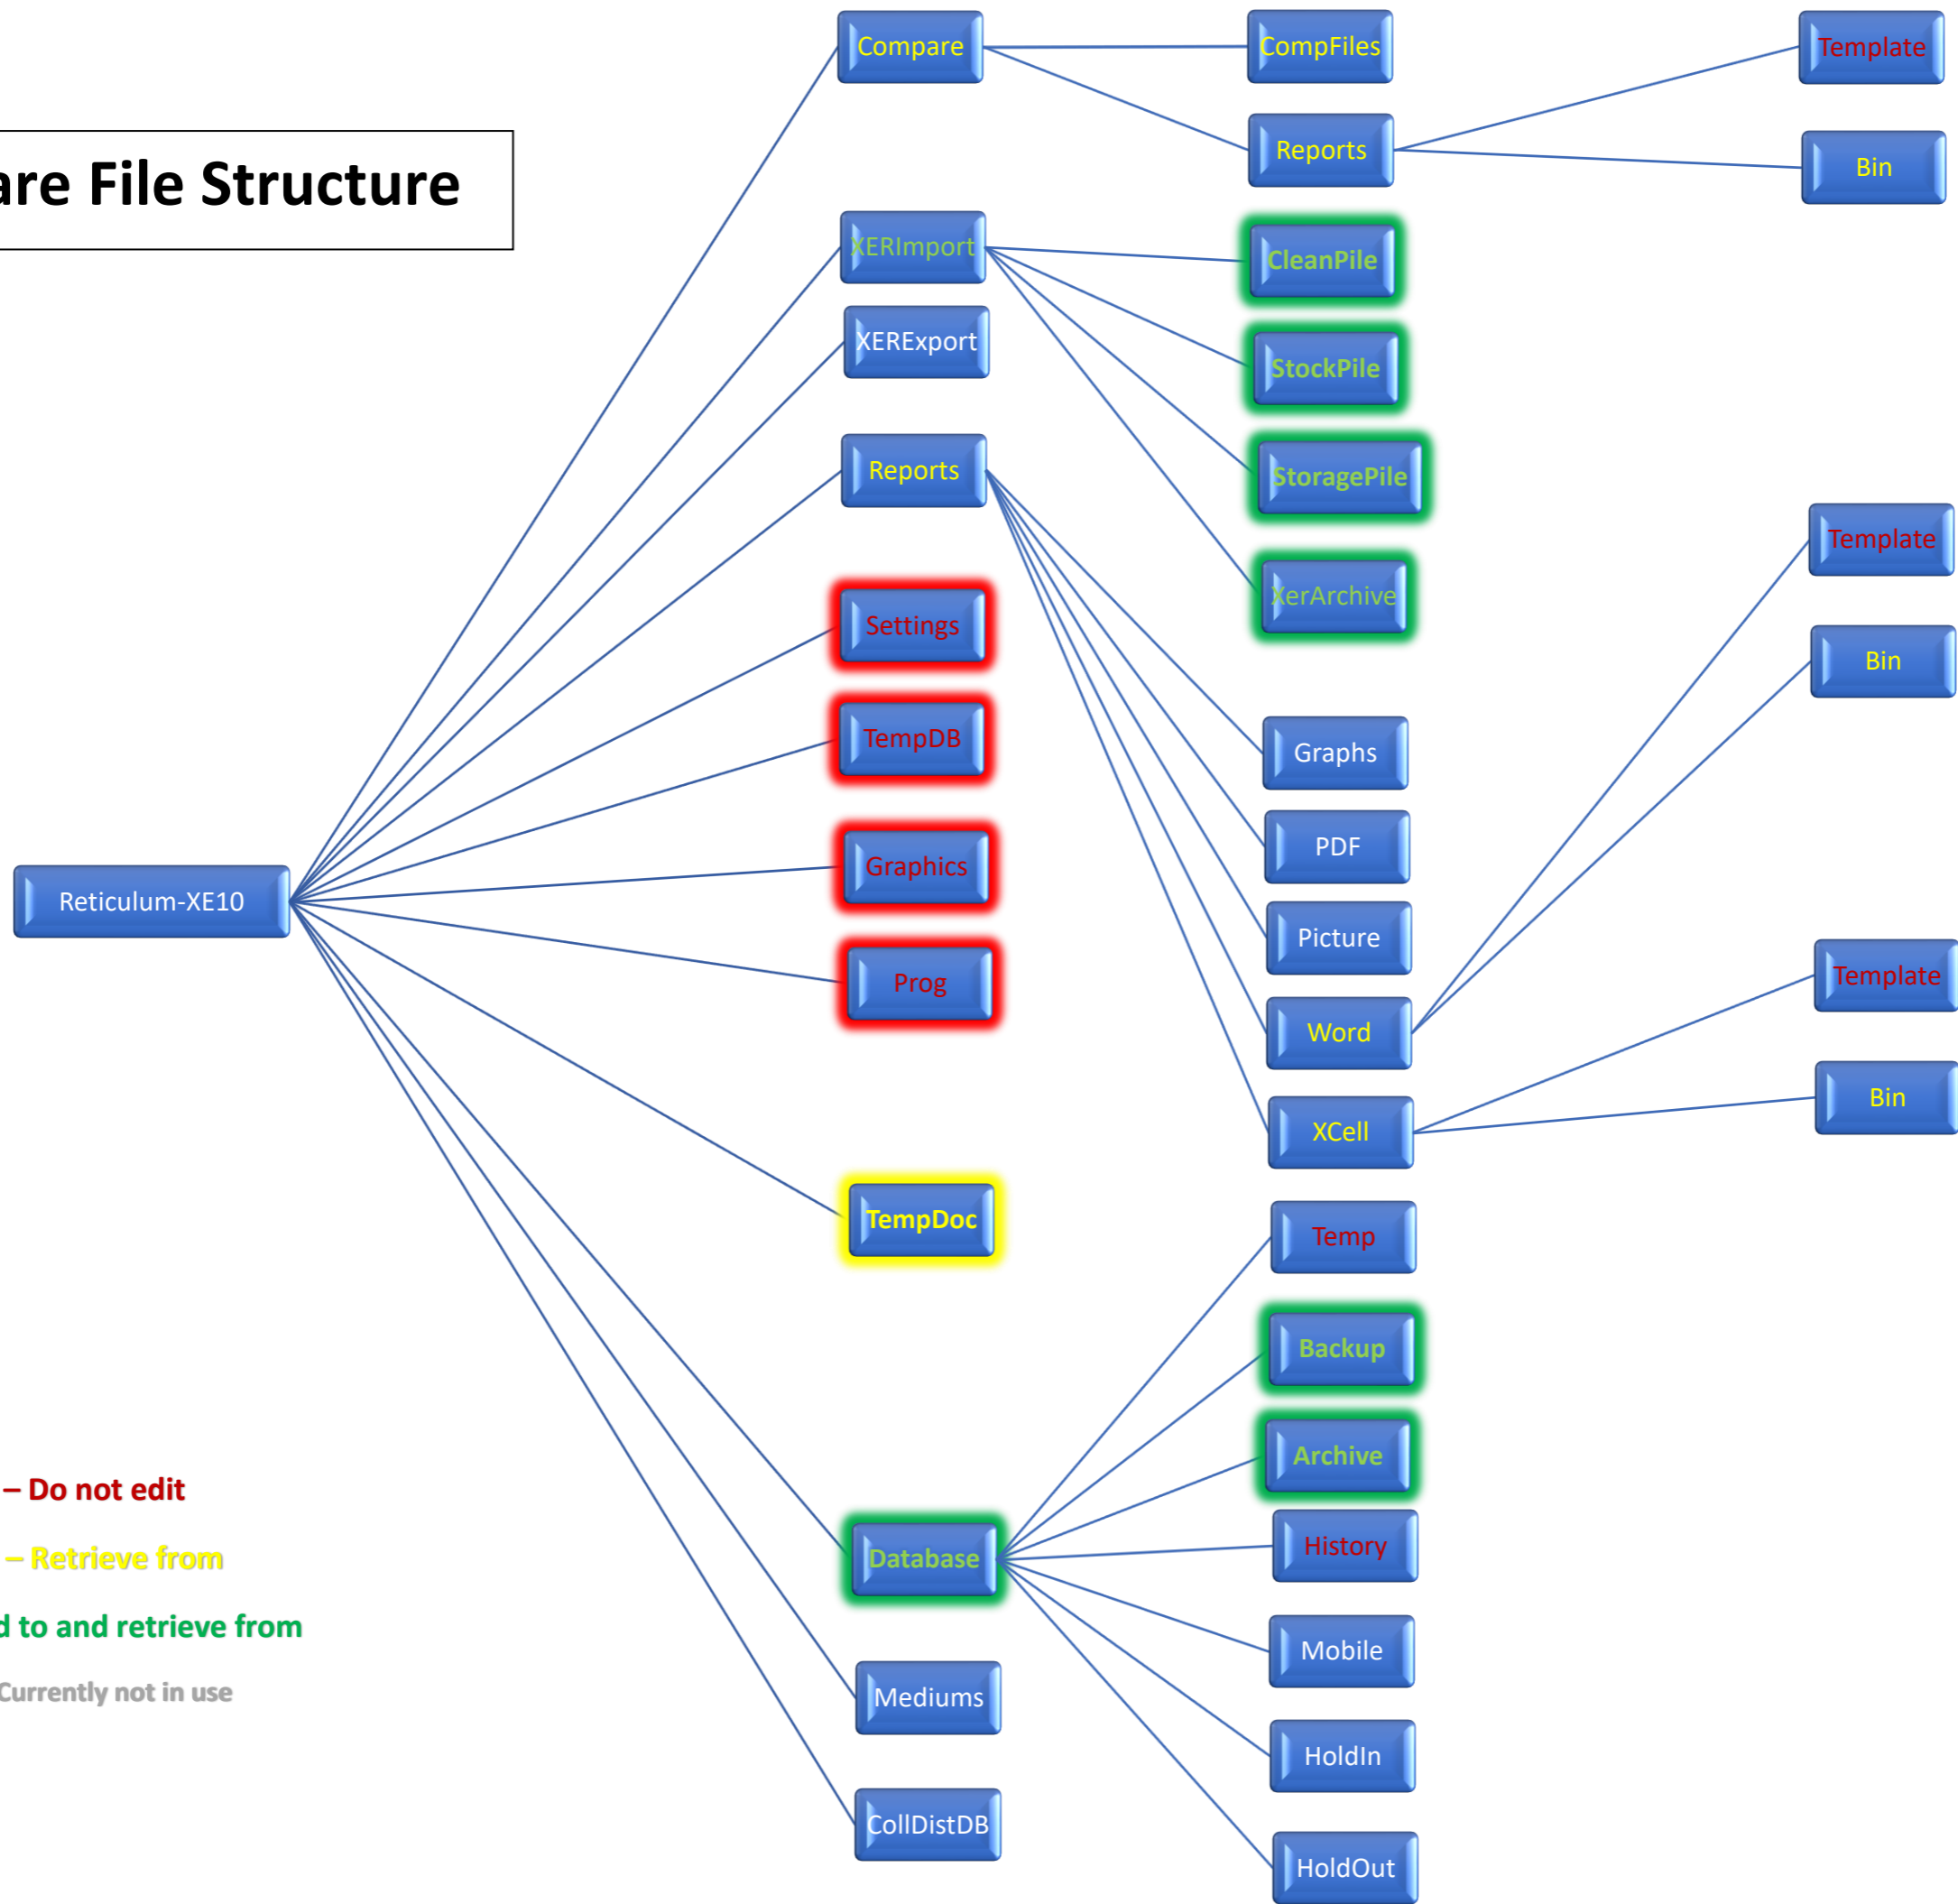 are File Structure
Compare
CompFiles
Template
Reports
Bin
XERImport
CleanPile
XERExport
StockPile
Reports
StoragePile
Template
XerArchive
Settings
Bin
TempDB
Graphs
PDF
Graphics
Reticulum-XE10
Picture
Template
Prog
Word
Bin
XCell
TempDoc
Temp
Backup
Archive
– Do not edit
History
– Retrieve from
Database
d to and retrieve from
Mobile
Currently not in use
Mediums
HoldIn
CollDistDB
HoldOut